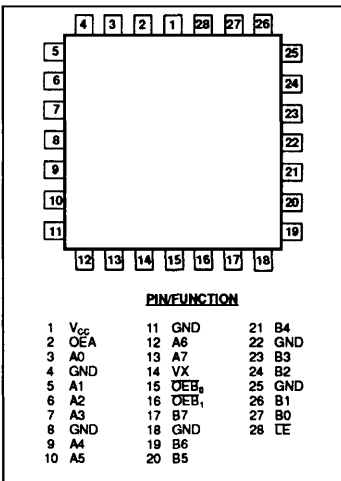 4 3 2 1 28 27 26
5 25
6 24
7 23
8 22
9 21
10 20
11 19
12 13 14 15 16 17 18
PIN/FUNCTION
1 VCC 11 GND 21 B4
2 OEA 12 A6 22 GND
3 A0 13 A7 23 B3
4 GND 14 VX 24 B2
5 A1 15 O̅E̅B̅0 25 GND
6 A2 16 O̅E̅B̅1 26 B1
7 A3 17 B7 27 B0
8 GND 18 GND 28 L̅E̅
9 A4 19 B6
10 A5 20 B5